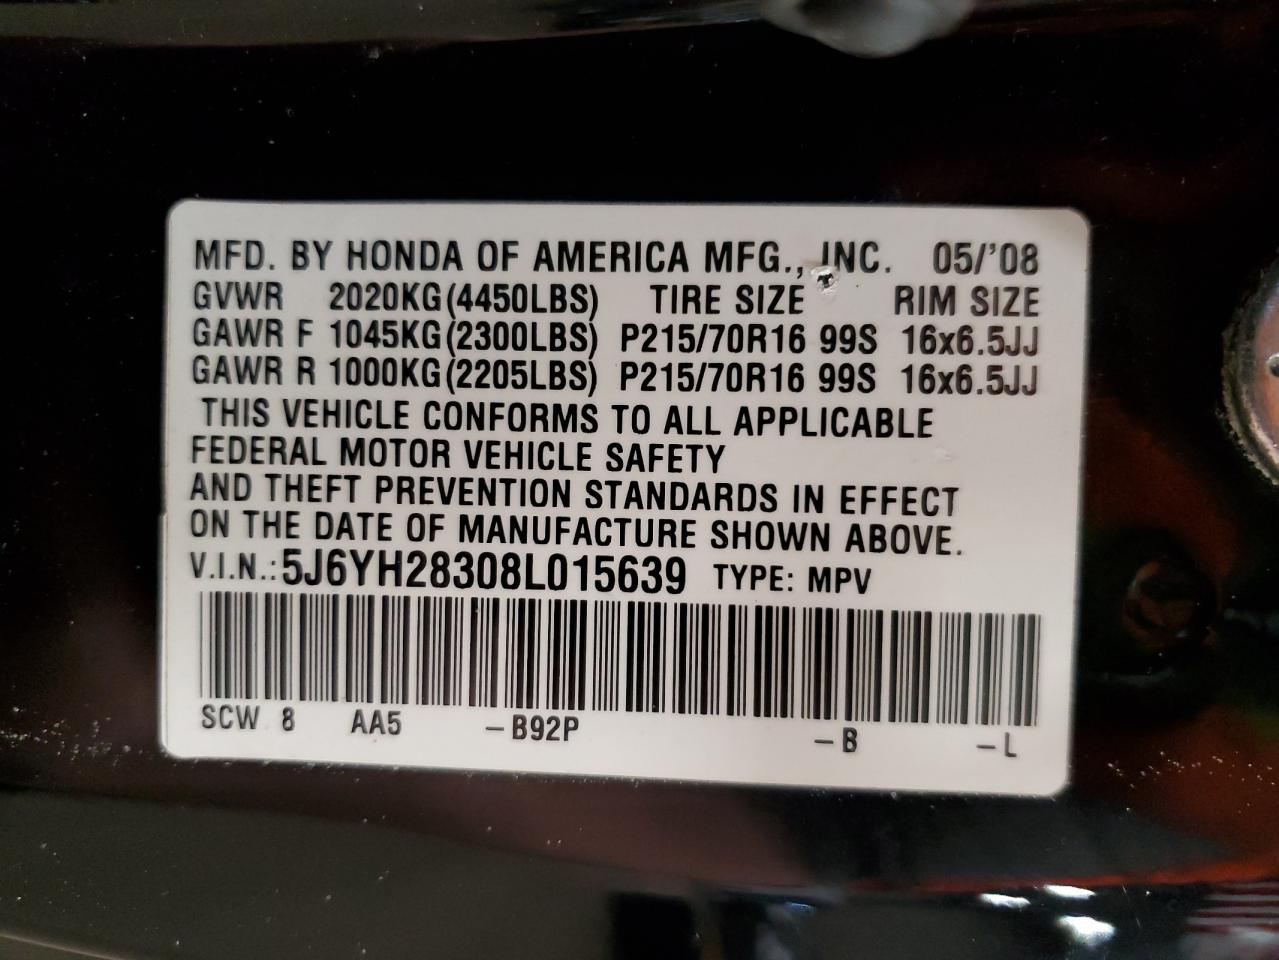 MFD. BY HONDA OF AMERICA MFG., INC. 05/'08
GVWR 2020KG(4450LBS) TIRE SIZE RIM SIZE
GAWR F 1045KG(2300LBS) P215/70R16 99S 16x6.5JJ
GAWR R 1000KG(2205LBS) P215/70R16 99S 16x6.5JJ
THIS VEHICLE CONFORMS TO ALL APPLICABLE
FEDERAL MOTOR VEHICLE SAFETY
AND THEFT PREVENTION STANDARDS IN EFFECT
ON THE DATE OF MANUFACTURE SHOWN ABOVE.
V.I.N.:5J6YH28308L015639 TYPE: MPV
SCW 8 AA5 -B92P -B -L